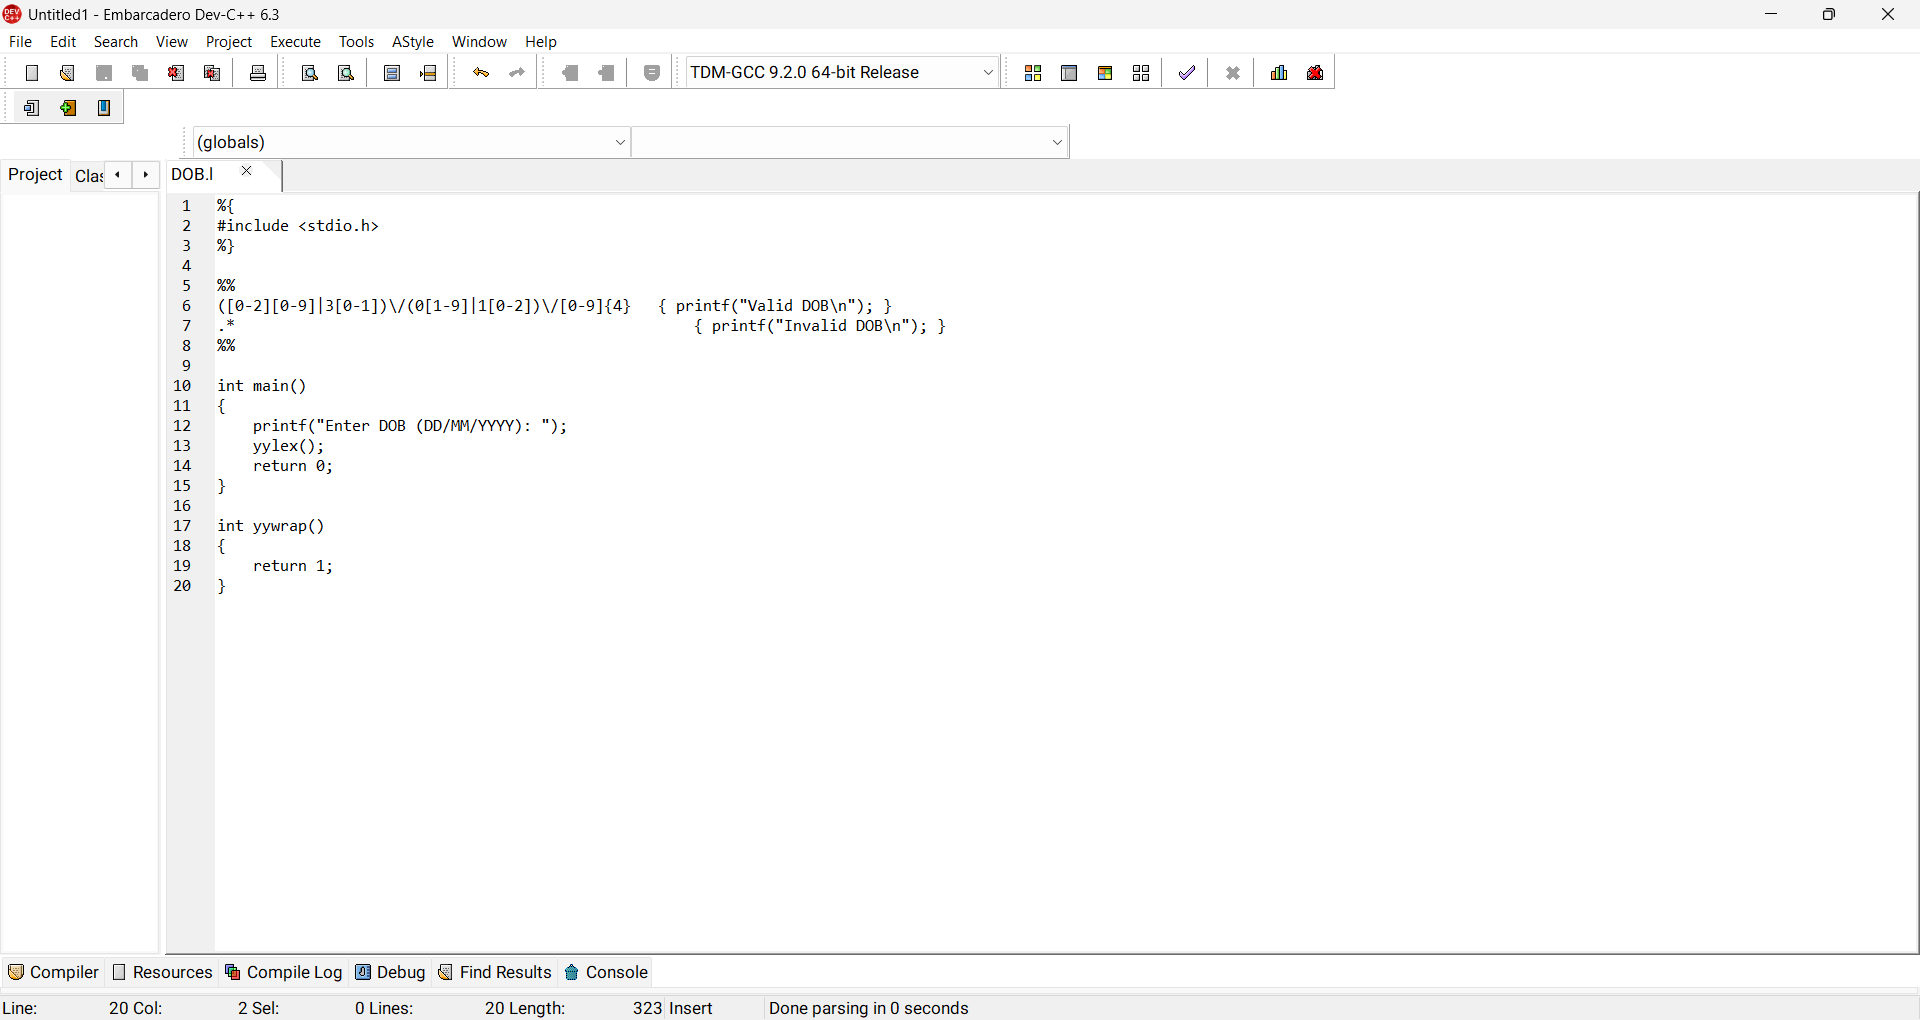 Untitled1 - Embarcadero Dev-C++ 6.3
File Edit Search View Project Execute Tools AStyle Window Help
TDM-GCC 9.2.0 64-bit Release
(globals)
Project Clas
DOB.l
1 %{
2 #include <stdio.h>
3 %}
4
5 %%
6 ([0-2][0-9]|3[0-1])\/(0[1-9]|1[0-2])\/[0-9]{4}   { printf("Valid DOB\n"); }
7 .*                                                   { printf("Invalid DOB\n"); }
8 %%
9
10 int main()
11 {
12     printf("Enter DOB (DD/MM/YYYY): ");
13     yylex();
14     return 0;
15 }
16
17 int yywrap()
18 {
19     return 1;
20 }
Compiler Resources Compile Log Debug Find Results Console
Line: 20 Col: 2 Sel: 0 Lines: 20 Length: 323 Insert Done parsing in 0 seconds